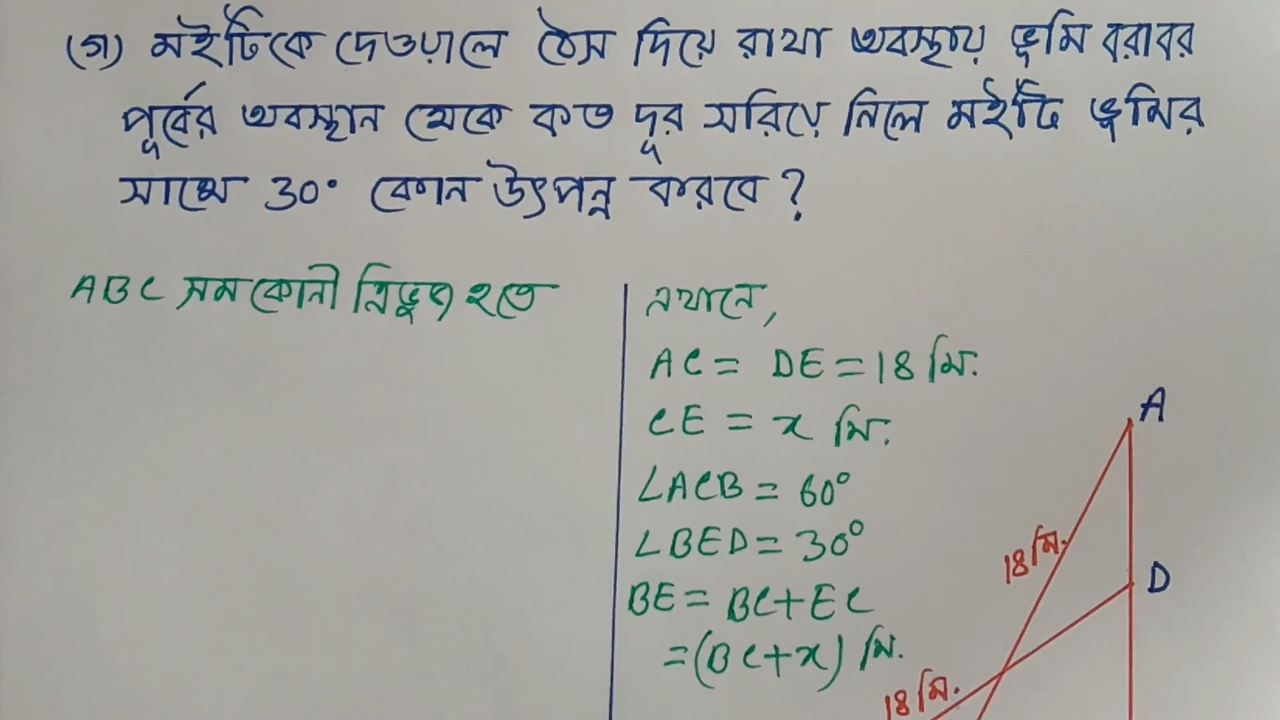 (গ) মইটিকে দেওয়ালে ঠেস দিয়ে রাখা অবস্থায় ভূমি বরাবর
পূর্বের অবস্থান থেকে কত দূর সরিয়ে নিলে মইটি ভূমির
সাথে 30° কোন উৎপন্ন করবে?
ABC সমকোনী ত্রিভুজ হতে
এখানে,
AC = DE = 18 মি.
CE = x মি.
∠ACB = 60°
∠BED = 30°
BE = BC + EC
= (BC + x) মি.
A
18 মি.
D
18 মি.